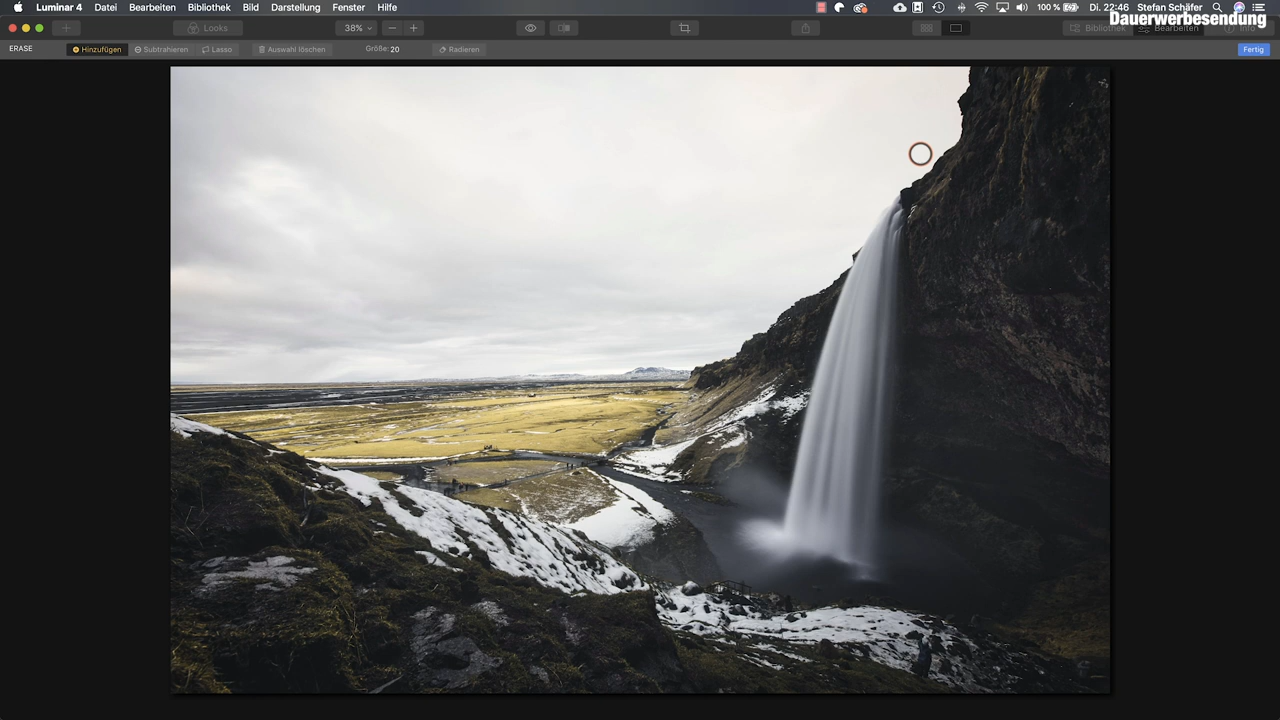 Luminar 4 Datei Bearbeiten Bibliothek Bild Darstellung Fenster Hilfe 100 % Di. 22:46 Stefan Schäfer
Dauerwerbesendung
Looks 38% Bibliothek Bearbeiten Info
ERASE Hinzufügen Subtrahieren Lasso Auswahl löschen Größe: 20 Radieren Fertig